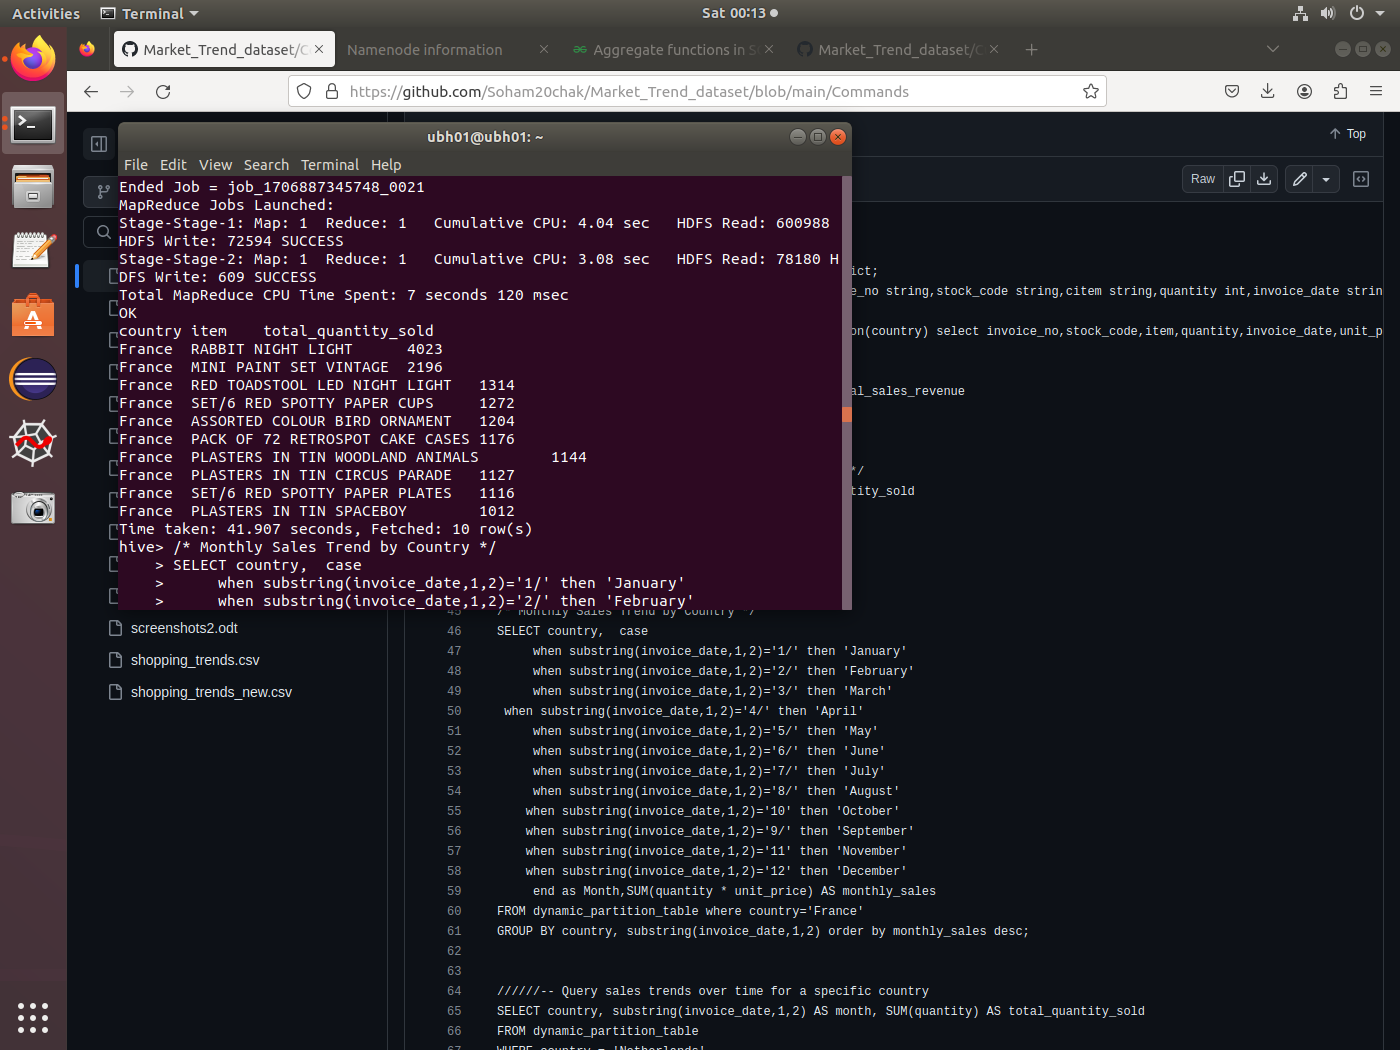 Activities
Terminal
Sat 00:13
Market_Trend_dataset/C
Namenode information
Aggregate functions in S
Market_Trend_dataset/C
https://github.com/Soham20chak/Market_Trend_dataset/blob/main/Commands
Top
Raw
ubh01@ubh01: ~
File Edit View Search Terminal Help
Ended Job = job_1706887345748_0021
MapReduce Jobs Launched:
Stage-Stage-1: Map: 1  Reduce: 1   Cumulative CPU: 4.04 sec   HDFS Read: 600988
HDFS Write: 72594 SUCCESS
Stage-Stage-2: Map: 1  Reduce: 1   Cumulative CPU: 3.08 sec   HDFS Read: 78180 H
DFS Write: 609 SUCCESS
Total MapReduce CPU Time Spent: 7 seconds 120 msec
OK
country item    total_quantity_sold
France  RABBIT NIGHT LIGHT      4023
France  MINI PAINT SET VINTAGE  2196
France  RED TOADSTOOL LED NIGHT LIGHT   1314
France  SET/6 RED SPOTTY PAPER CUPS     1272
France  ASSORTED COLOUR BIRD ORNAMENT   1204
France  PACK OF 72 RETROSPOT CAKE CASES 1176
France  PLASTERS IN TIN WOODLAND ANIMALS        1144
France  PLASTERS IN TIN CIRCUS PARADE   1127
France  SET/6 RED SPOTTY PAPER PLATES   1116
France  PLASTERS IN TIN SPACEBOY        1012
Time taken: 41.907 seconds, Fetched: 10 row(s)
hive> /* Monthly Sales Trend by Country */
    > SELECT country,  case
    >      when substring(invoice_date,1,2)='1/' then 'January'
    >      when substring(invoice_date,1,2)='2/' then 'February'
ict;
e_no string,stock_code string,citem string,quantity int,invoice_date strin
on(country) select invoice_no,stock_code,item,quantity,invoice_date,unit_p
al_sales_revenue
*/
tity_sold
screenshots2.odt
shopping_trends.csv
shopping_trends_new.csv
45 /* Monthly Sales Trend by Country */
46 SELECT country,  case
47 when substring(invoice_date,1,2)='1/' then 'January'
48 when substring(invoice_date,1,2)='2/' then 'February'
49 when substring(invoice_date,1,2)='3/' then 'March'
50 when substring(invoice_date,1,2)='4/' then 'April'
51 when substring(invoice_date,1,2)='5/' then 'May'
52 when substring(invoice_date,1,2)='6/' then 'June'
53 when substring(invoice_date,1,2)='7/' then 'July'
54 when substring(invoice_date,1,2)='8/' then 'August'
55 when substring(invoice_date,1,2)='10' then 'October'
56 when substring(invoice_date,1,2)='9/' then 'September'
57 when substring(invoice_date,1,2)='11' then 'November'
58 when substring(invoice_date,1,2)='12' then 'December'
59 end as Month,SUM(quantity * unit_price) AS monthly_sales
60 FROM dynamic_partition_table where country='France'
61 GROUP BY country, substring(invoice_date,1,2) order by monthly_sales desc;
62
63
64 //////-- Query sales trends over time for a specific country
65 SELECT country, substring(invoice_date,1,2) AS month, SUM(quantity) AS total_quantity_sold
66 FROM dynamic_partition_table
67 WHERE country = 'Netherlands'